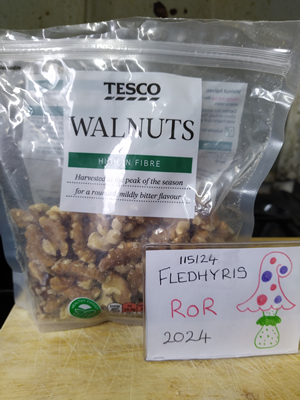 TESCO
WALNUTS
HIGH IN FIBRE
Harvested at the peak of the season
for a rounded, mildly bitter flavour
115124
FLEDHYRIS
RoR
2024